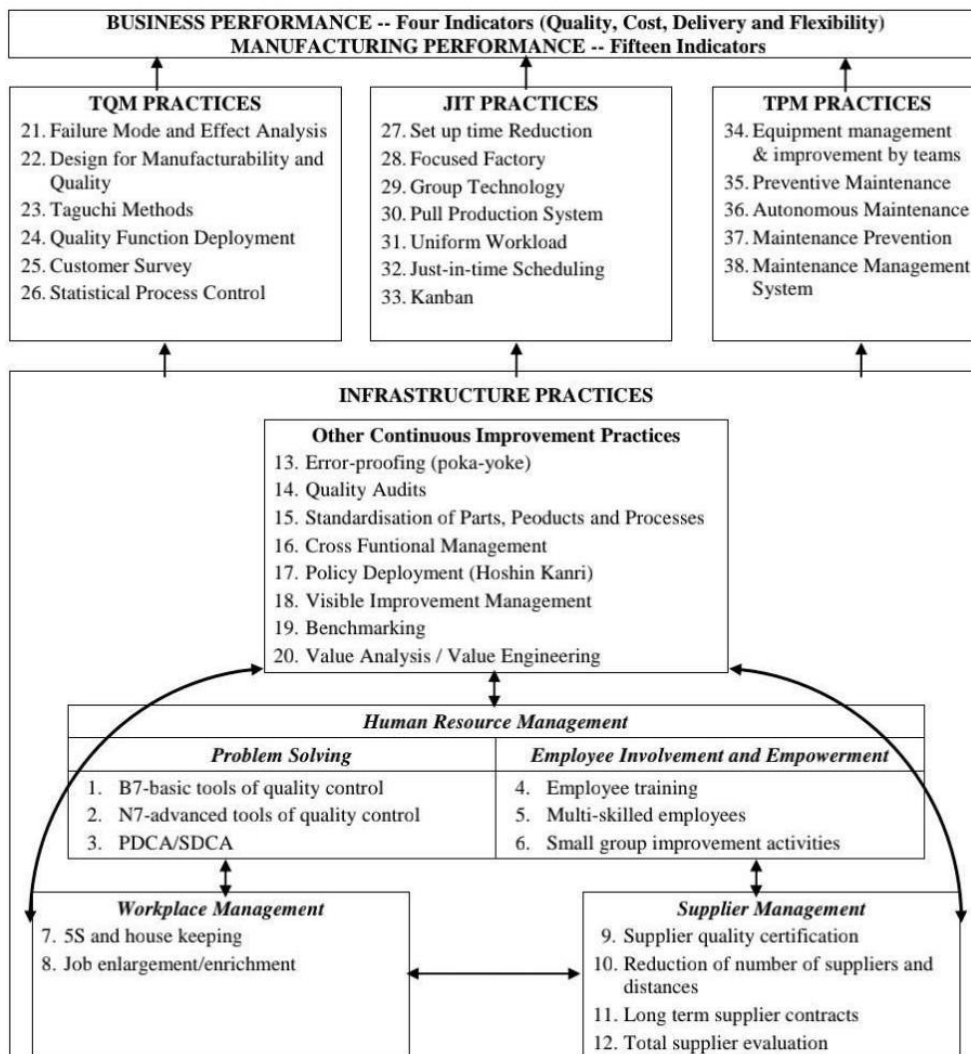 BUSINESS PERFORMANCE -- Four Indicators (Quality, Cost, Delivery and Flexibility)
MANUFACTURING PERFORMANCE -- Fifteen Indicators
TQM PRACTICES
21. Failure Mode and Effect Analysis
22. Design for Manufacturability and
Quality
23. Taguchi Methods
24. Quality Function Deployment
25. Customer Survey
26. Statistical Process Control
JIT PRACTICES
27. Set up time Reduction
28. Focused Factory
29. Group Technology
30. Pull Production System
31. Uniform Workload
32. Just-in-time Scheduling
33. Kanban
TPM PRACTICES
34. Equipment management
& improvement by teams
35. Preventive Maintenance
36. Autonomous Maintenance
37. Maintenance Prevention
38. Maintenance Management
System
INFRASTRUCTURE PRACTICES
Other Continuous Improvement Practices
13. Error-proofing (poka-yoke)
14. Quality Audits
15. Standardisation of Parts, Peoducts and Processes
16. Cross Funtional Management
17. Policy Deployment (Hoshin Kanri)
18. Visible Improvement Management
19. Benchmarking
20. Value Analysis / Value Engineering
Human Resource Management
Problem Solving
1. B7-basic tools of quality control
2. N7-advanced tools of quality control
3. PDCA/SDCA
Employee Involvement and Empowerment
4. Employee training
5. Multi-skilled employees
6. Small group improvement activities
Workplace Management
7. 5S and house keeping
8. Job enlargement/enrichment
Supplier Management
9. Supplier quality certification
10. Reduction of number of suppliers and
distances
11. Long term supplier contracts
12. Total supplier evaluation